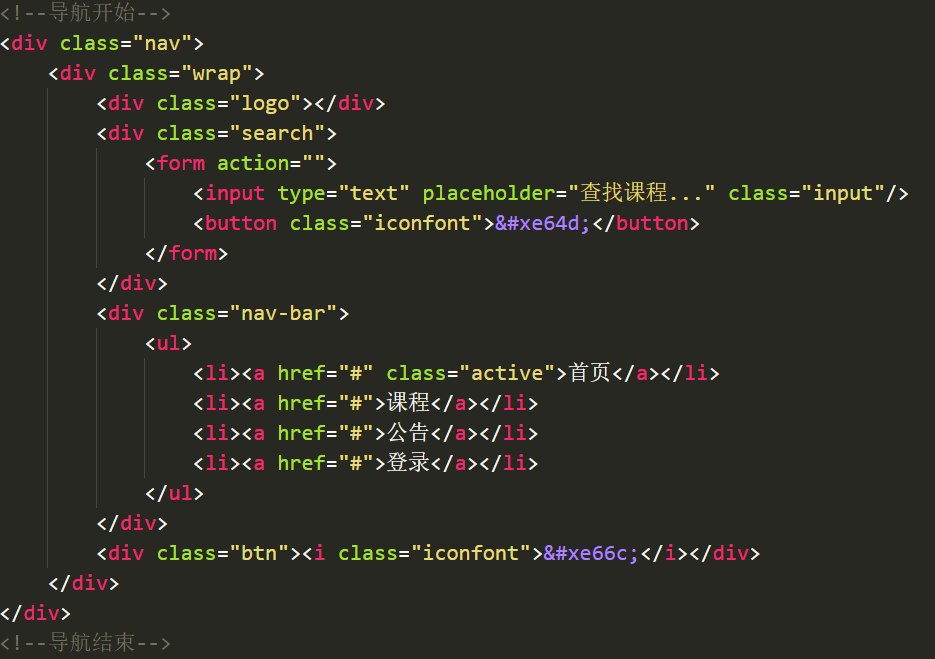 <!--导航开始-->
<div class="nav">
    <div class="wrap">
        <div class="logo"></div>
        <div class="search">
            <form action="">
                <input type="text" placeholder="查找课程..." class="input"/>
                <button class="iconfont">&#xe64d;</button>
            </form>
        </div>
        <div class="nav-bar">
            <ul>
                <li><a href="#" class="active">首页</a></li>
                <li><a href="#">课程</a></li>
                <li><a href="#">公告</a></li>
                <li><a href="#">登录</a></li>
            </ul>
        </div>
        <div class="btn"><i class="iconfont">&#xe66c;</i></div>
    </div>
</div>
<!--导航结束-->